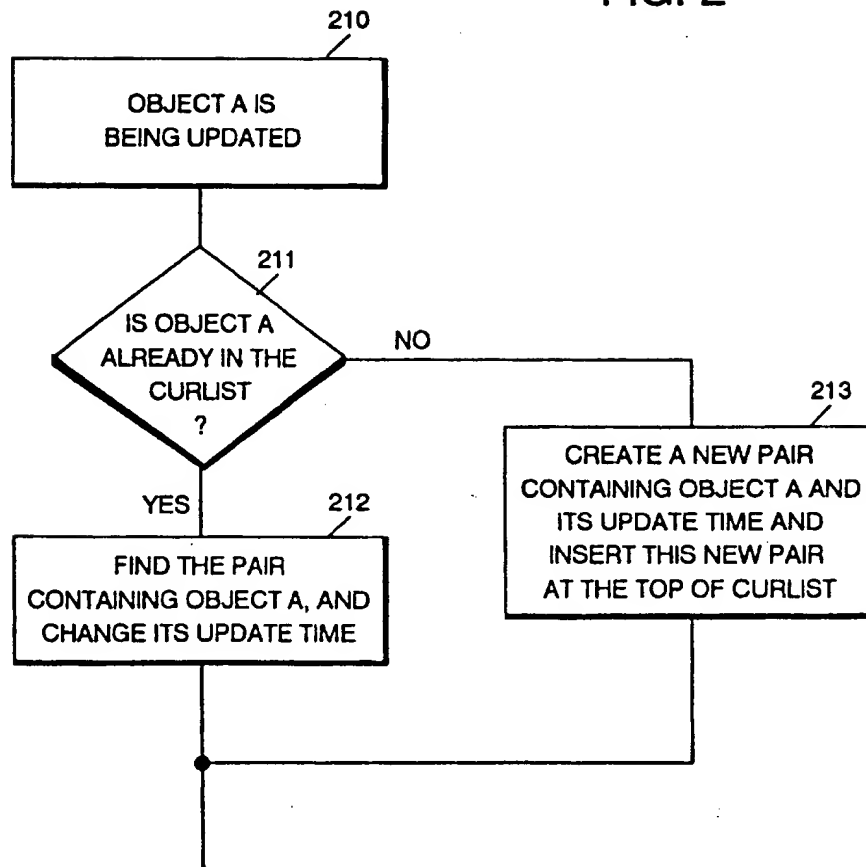 FIG. 2
210
OBJECT A IS
BEING UPDATED
211
IS OBJECT A
ALREADY IN THE
CURLIST
?
NO
YES
212
FIND THE PAIR
CONTAINING OBJECT A, AND
CHANGE ITS UPDATE TIME
213
CREATE A NEW PAIR
CONTAINING OBJECT A AND
ITS UPDATE TIME AND
INSERT THIS NEW PAIR
AT THE TOP OF CURLIST